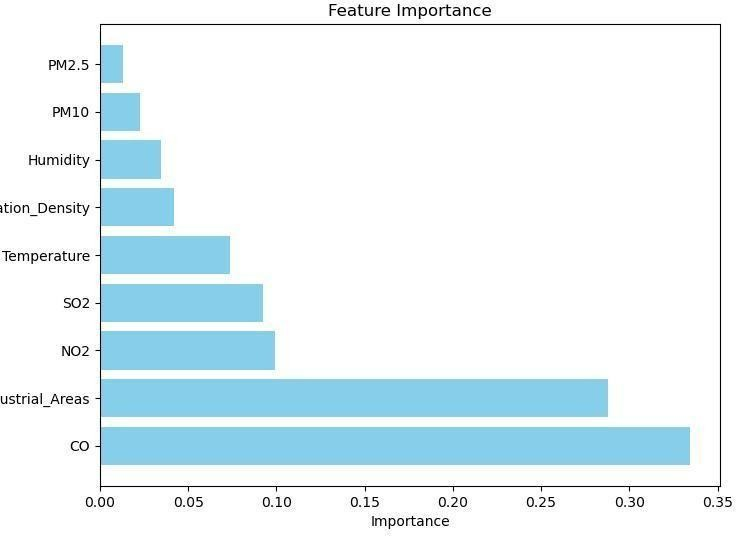 Feature Importance
PM2.5
PM10
Humidity
ation_Density
Temperature
SO2
NO2
ustrial_Areas
CO
0.00 0.05 0.10 0.15 0.20 0.25 0.30 0.35
Importance